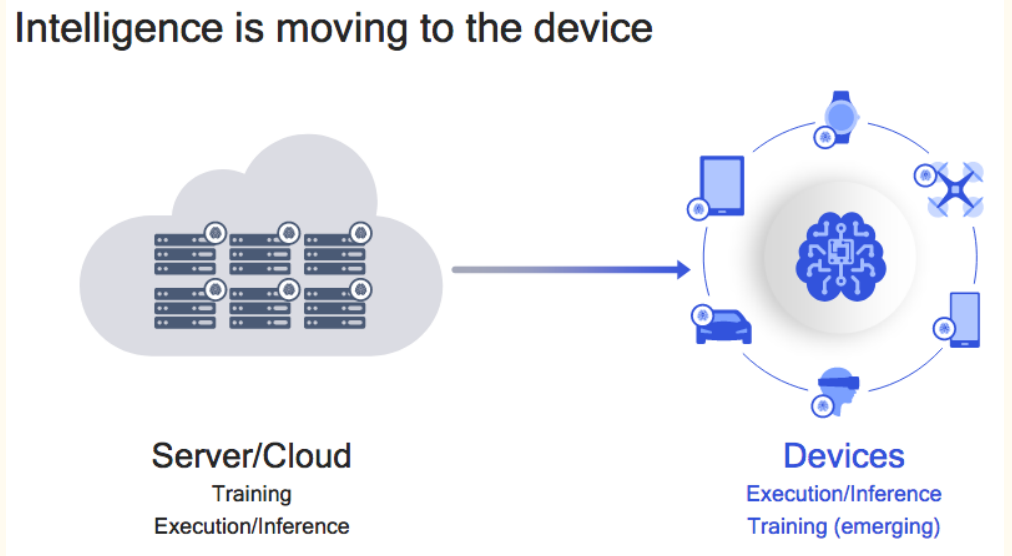 Intelligence is moving to the device
Server/Cloud
Training
Execution/Inference
Devices
Execution/Inference
Training (emerging)